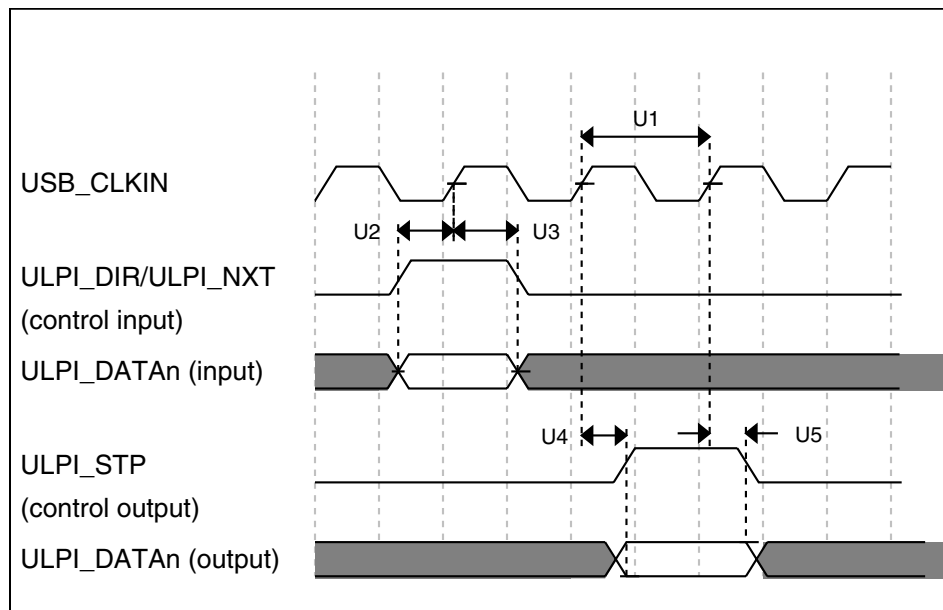 U1
USB_CLKIN
U2
U3
ULPI_DIR/ULPI_NXT
(control input)
ULPI_DATAn (input)
U4
U5
ULPI_STP
(control output)
ULPI_DATAn (output)